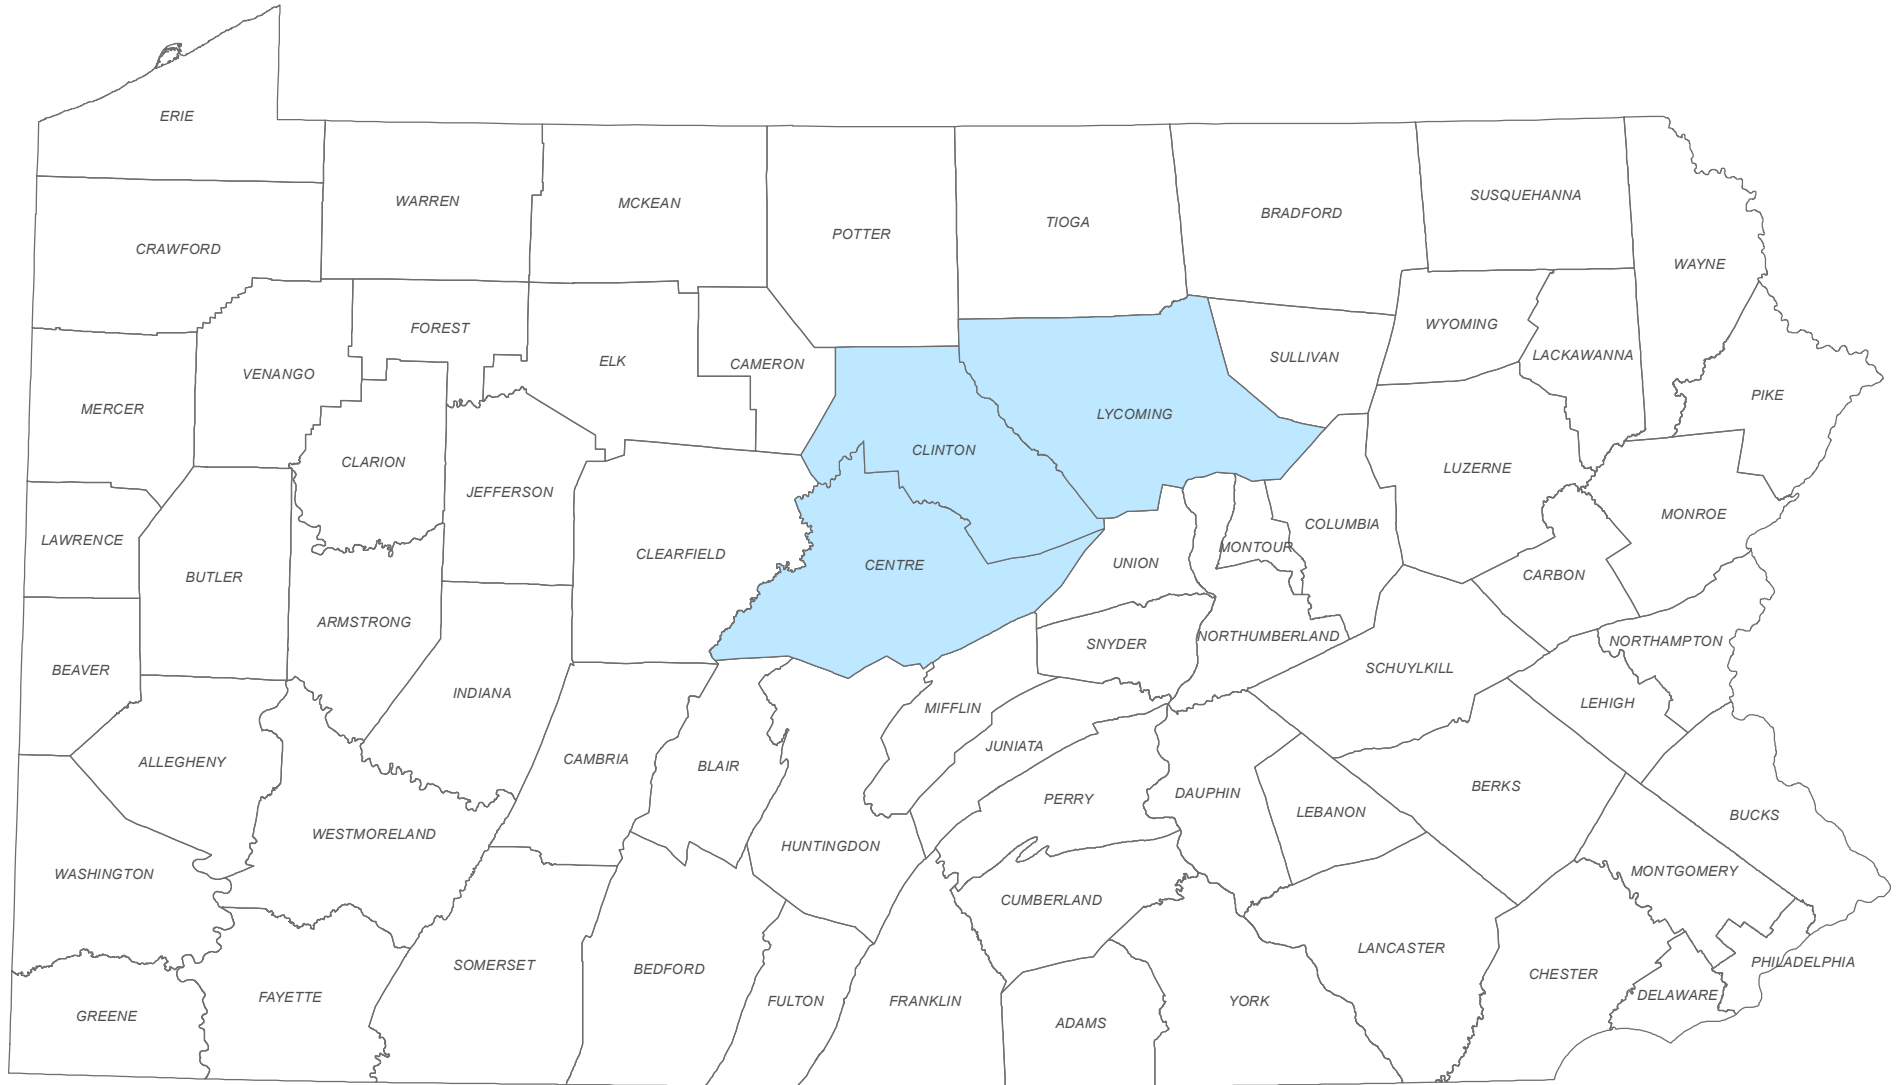 ERIE
WARREN
MCKEAN
SUSQUEHANNA
BRADFORD
TIOGA
POTTER
CRAWFORD
WAYNE
FOREST
WYOMING
LACKAWANNA
SULLIVAN
ELK
CAMERON
VENANGO
PIKE
MERCER
LYCOMING
CLINTON
CLARION
LUZERNE
JEFFERSON
MONROE
COLUMBIA
LAWRENCE
MONTOUR
CLEARFIELD
UNION
CENTRE
CARBON
BUTLER
ARMSTRONG
NORTHUMBERLAND
NORTHAMPTON
SNYDER
SCHUYLKILL
BEAVER
INDIANA
LEHIGH
MIFFLIN
JUNIATA
CAMBRIA
ALLEGHENY
BLAIR
BERKS
DAUPHIN
PERRY
LEBANON
BUCKS
WESTMORELAND
HUNTINGDON
MONTGOMERY
WASHINGTON
CUMBERLAND
LANCASTER
PHILADELPHIA
SOMERSET
BEDFORD
CHESTER
DELAWARE
FAYETTE
FULTON
FRANKLIN
YORK
GREENE
ADAMS